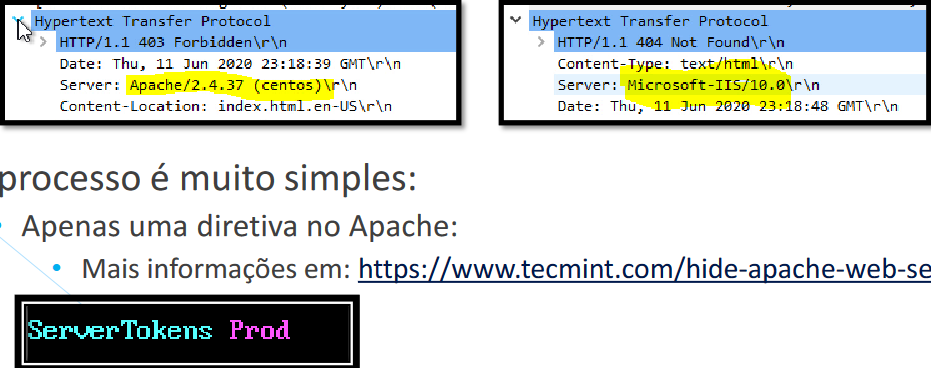 Hypertext Transfer Protocol
HTTP/1.1 403 Forbidden\r\n
Date: Thu, 11 Jun 2020 23:18:39 GMT\r\n
Server: Apache/2.4.37 (centos)\r\n
Content-Location: index.html.en-US\r\n
Hypertext Transfer Protocol
HTTP/1.1 404 Not Found\r\n
Content-Type: text/html\r\n
Server: Microsoft-IIS/10.0\r\n
Date: Thu, 11 Jun 2020 23:18:48 GMT\r\n
processo é muito simples:
• Apenas uma diretiva no Apache:
• Mais informações em: https://www.tecmint.com/hide-apache-web-se
ServerTokens Prod